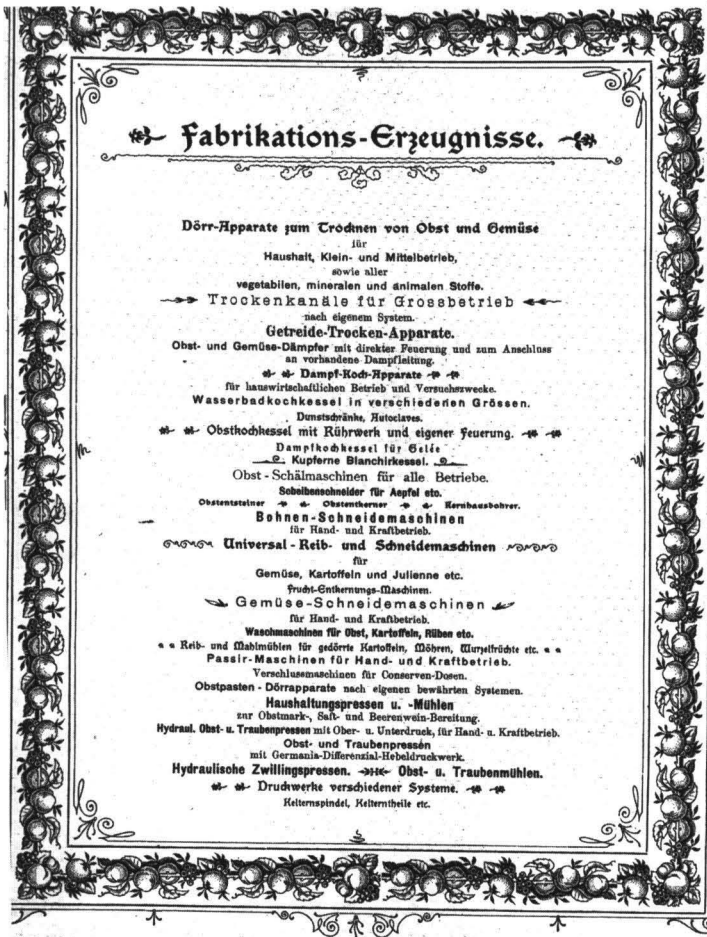 Fabrikations-Erzeugnisse.
Dörr-Apparate zum Trocknen von Obst und Gemüse
für
Haushalt, Klein- und Mittelbetrieb,
sowie aller
vegetabilen, mineralen und animalen Stoffe.
Trockenkanäle für Grossbetrieb
nach eigenem System.
Getreide-Trocken-Apparate.
Obst- und Gemüse-Dämpfer mit direkter Feuerung und zum Anschluss
an vorhandene Dampfleitung.
Dampf-Koch-Apparate
für hauswirtschaftlichen Betrieb und Versuchszwecke.
Wasserbadkochkessel in verschiedenen Grössen.
Dunstschränke, Autoclaves.
Obstkochkessel mit Rührwerk und eigener Feuerung.
Dampfkochkessel für Gelée
Kupferne Blanchirkessel.
Obst-Schälmaschinen für alle Betriebe.
Scheibenschneider für Aepfel etc.
Obstentsteiner Obstentkerner Kernhausbohrer.
Bohnen-Schneidemaschinen
für Hand- und Kraftbetrieb.
Universal-Reib- und Schneidemaschinen
für
Gemüse, Kartoffeln und Julienne etc.
Frucht-Entkernungs-Maschinen.
Gemüse-Schneidemaschinen
für Hand- und Kraftbetrieb.
Waschmaschinen für Obst, Kartoffeln, Rüben etc.
Reib- und Mahlmühlen für gedörrte Kartoffeln, Möhren, Wurzelfrüchte etc.
Passir-Maschinen für Hand- und Kraftbetrieb.
Verschlussmaschinen für Conserven-Dosen.
Obstpasten-Dörrapparate nach eigenen bewährten Systemen.
Haushaltungspressen u. -Mühlen
zur Obstmark-, Saft- und Beerenwein-Bereitung.
Hydraul. Obst- u. Traubenpressen mit Ober- u. Unterdruck, für Hand- u. Kraftbetrieb.
Obst- und Traubenpressen
mit Germania-Differenzial-Hebeldruckwerk.
Hydraulische Zwillingspressen. Obst- u. Traubenmühlen.
Druckwerke verschiedener Systeme.
Kelternspindel, Kelterntheile etc.